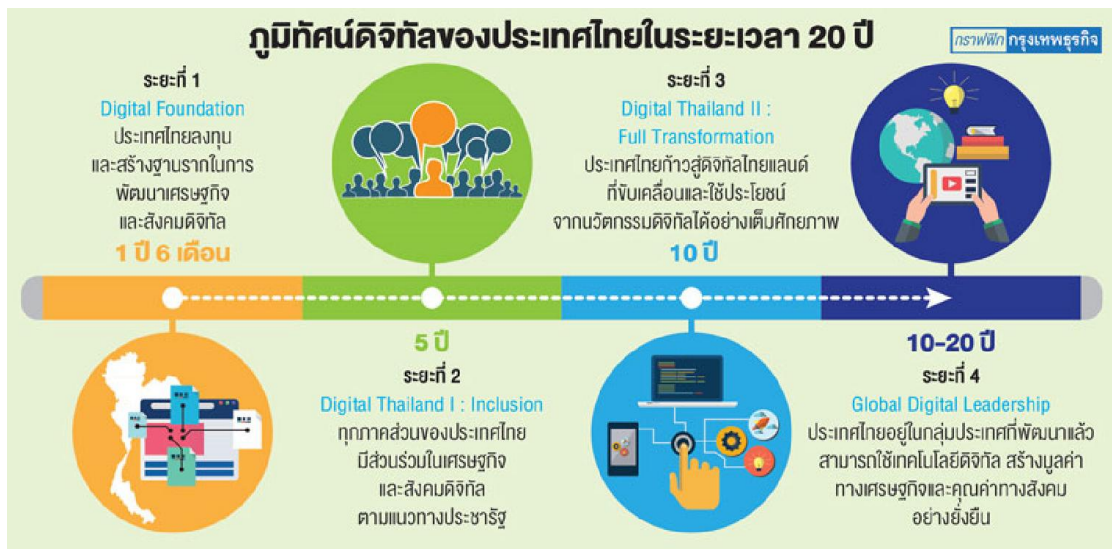 ภูมิทัศน์ดิจิทัลของประเทศไทยในระยะเวลา 20 ปี
กราฟฟิก กรุงเทพธุรกิจ
ระยะที่ 1
Digital Foundation
ประเทศไทยลงทุน
และสร้างฐานรากในการ
พัฒนาเศรษฐกิจ
และสังคมดิจิทัล
1 ปี 6 เดือน
5 ปี
ระยะที่ 2
Digital Thailand I : Inclusion
ทุกภาคส่วนของประเทศไทย
มีส่วนร่วมในเศรษฐกิจ
และสังคมดิจิทัล
ตามแนวทางประชารัฐ
ระยะที่ 3
Digital Thailand II :
Full Transformation
ประเทศไทยก้าวสู่ดิจิทัลไทยแลนด์
ที่ขับเคลื่อนและใช้ประโยชน์
จากนวัตกรรมดิจิทัลได้อย่างเต็มศักยภาพ
10 ปี
10-20 ปี
ระยะที่ 4
Global Digital Leadership
ประเทศไทยอยู่ในกลุ่มประเทศที่พัฒนาแล้ว
สามารถใช้เทคโนโลยีดิจิทัล สร้างมูลค่า
ทางเศรษฐกิจและคุณค่าทางสังคม
อย่างยั่งยืน